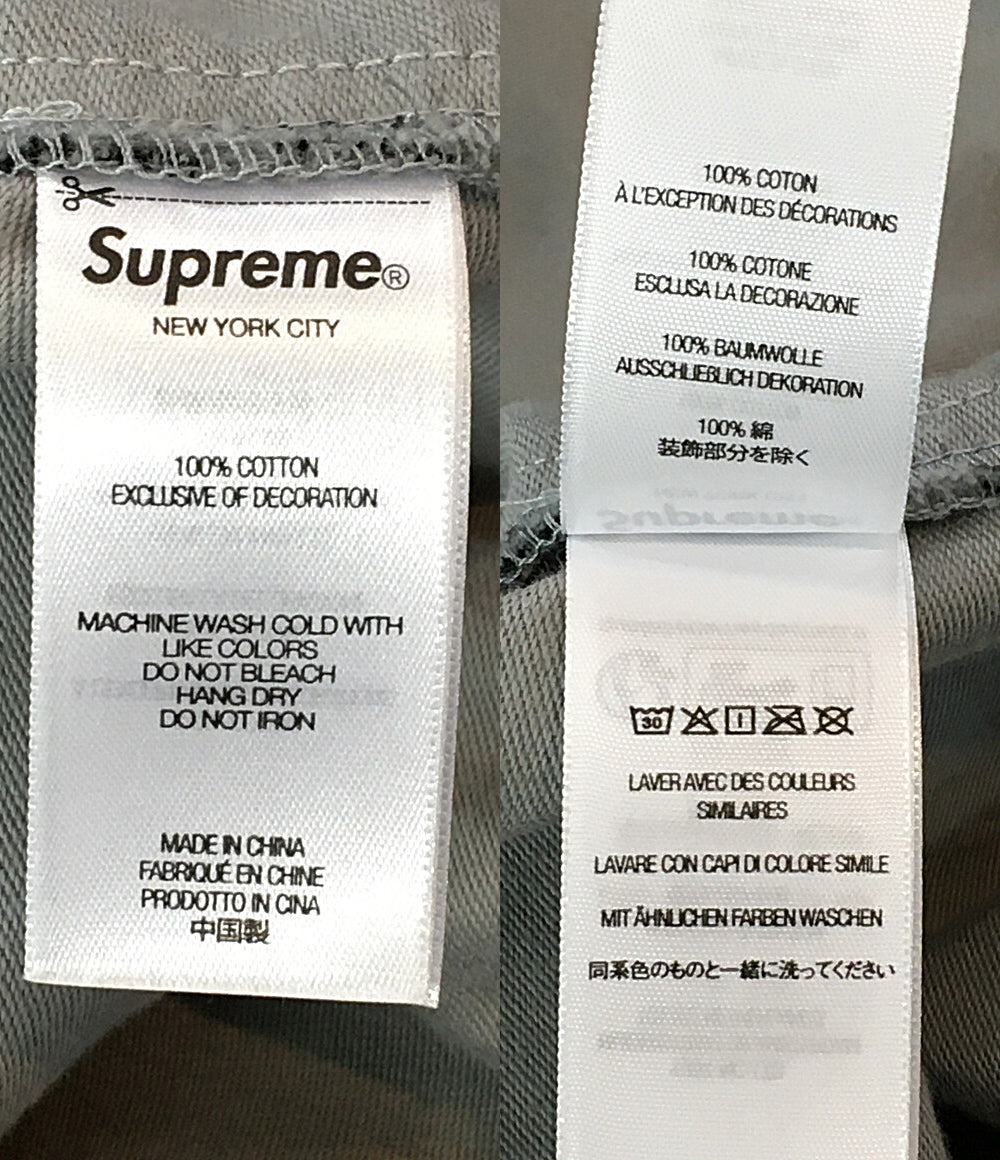 Supreme®
NEW YORK CITY
100% COTTON
EXCLUSIVE OF DECORATION
MACHINE WASH COLD WITH
LIKE COLORS
DO NOT BLEACH
HANG DRY
DO NOT IRON
MADE IN CHINA
FABRIQUÉ EN CHINE
PRODOTTO IN CINA
中国製
100% COTON
À L'EXCEPTION DES DÉCORATIONS
100% COTONE
ESCLUSA LA DECORAZIONE
100% BAUMWOLLE
AUSSCHLIEBLICH DEKORATION
100% 綿
装飾部分を除く
30
LAVER AVEC DES COULEURS
SIMILAIRES
LAVARE CON CAPI DI COLORE SIMILE
MIT ÄHNLICHEN FARBEN WASCHEN
同系色のものと一緒に洗ってください